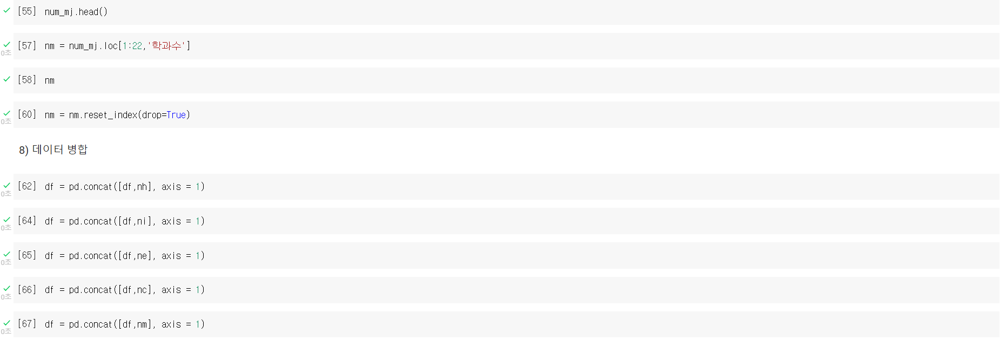 [55] num_mj.head()
[57] nm = num_mj.loc[1:22,'학과수']
0초
[58] nm
[60] nm = nm.reset_index(drop=True)
0초
8) 데이터 병합
[62] df = pd.concat([df,nh], axis = 1)
0초
[64] df = pd.concat([df,ni], axis = 1)
0초
[65] df = pd.concat([df,ne], axis = 1)
0초
[66] df = pd.concat([df,nc], axis = 1)
0초
[67] df = pd.concat([df,nm], axis = 1)
0초